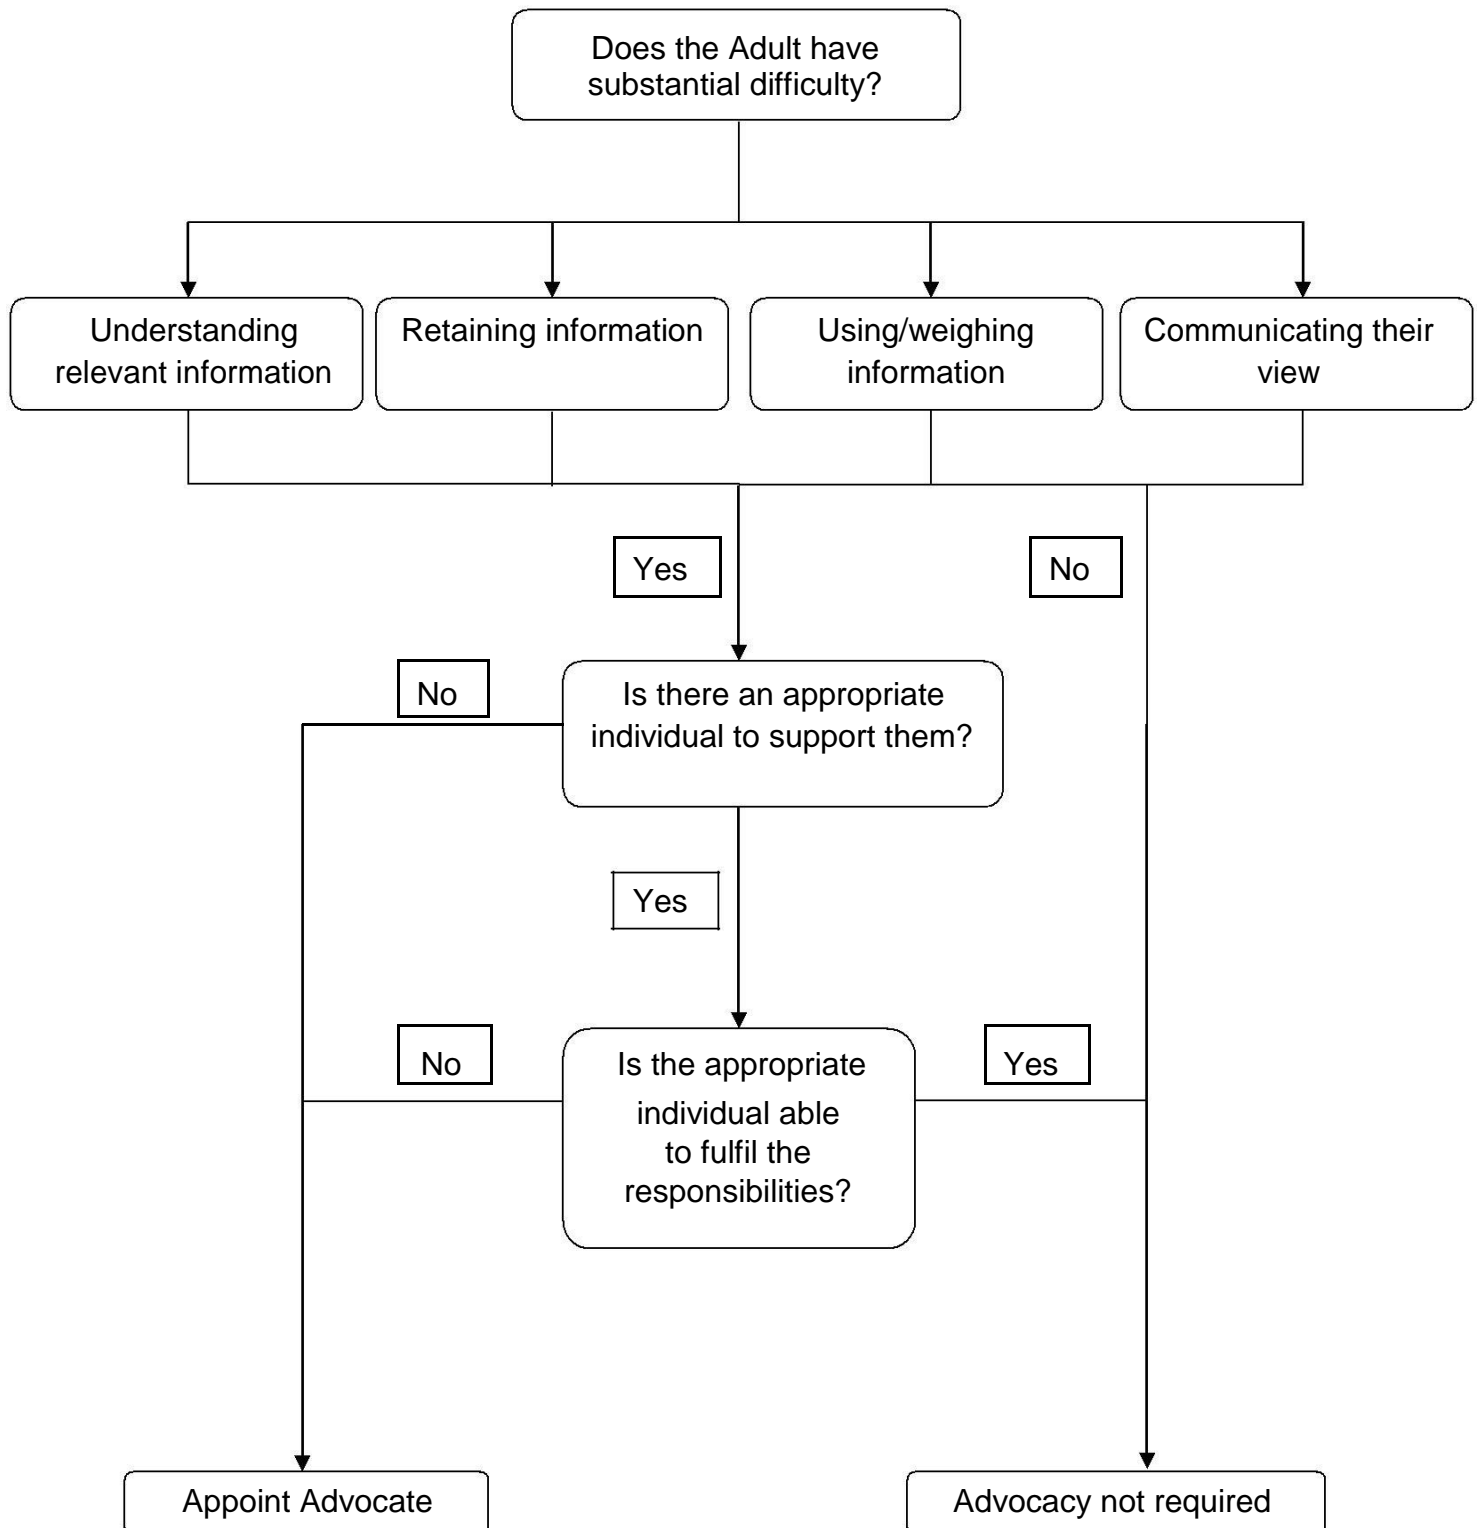 Does the Adult have
substantial difficulty?
Understanding
relevant information
Retaining information
Using/weighing
information
Communicating their
view
Yes
No
No
Is there an appropriate
individual to support them?
Yes
No
Is the appropriate
individual able
to fulfil the
responsibilities?
Yes
Appoint Advocate
Advocacy not required